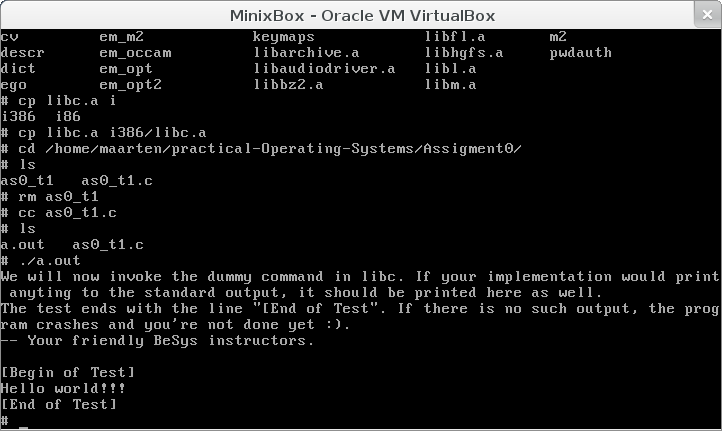 MinixBox - Oracle VM VirtualBox
cv em_m2 keymaps libfl.a m2
descr em_occam libarchive.a libhgfs.a pwdauth
dict em_opt libaudiodriver.a libl.a
ego em_opt2 libbz2.a libm.a
# cp libc.a i
i386 i86
# cp libc.a i386/libc.a
# cd /home/maarten/practical-Operating-Systems/Assigment0/
# ls
as0_t1 as0_t1.c
# rm as0_t1
# cc as0_t1.c
# ls
a.out as0_t1.c
# ./a.out
We will now invoke the dummy command in libc. If your implementation would print
anyting to the standard output, it should be printed here as well.
The test ends with the line "[End of Test". If there is no such output, the prog
ram crashes and you're not done yet :).
-- Your friendly BeSys instructors.
[Begin of Test]
Hello world!!!
[End of Test]
# _